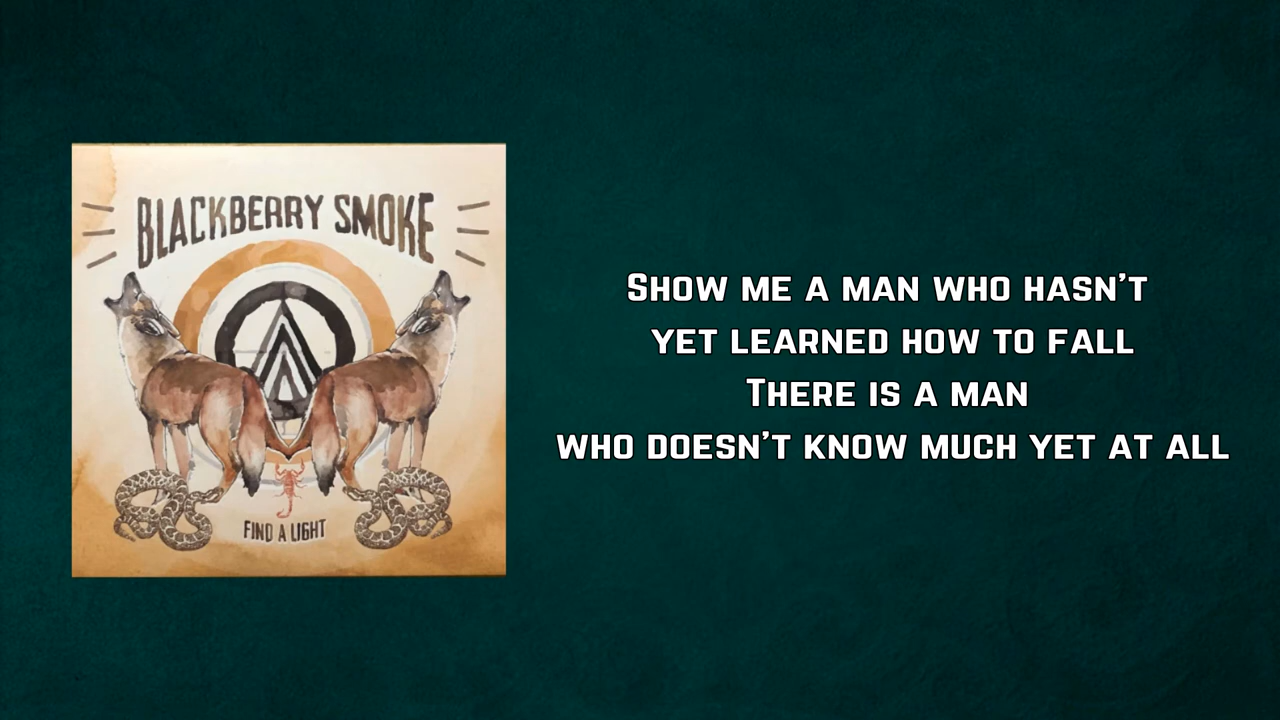 BLACKBERRY SMOKE
FIND A LIGHT
Show me a man who hasn't
yet learned how to fall
There is a man
who doesn't know much yet at all